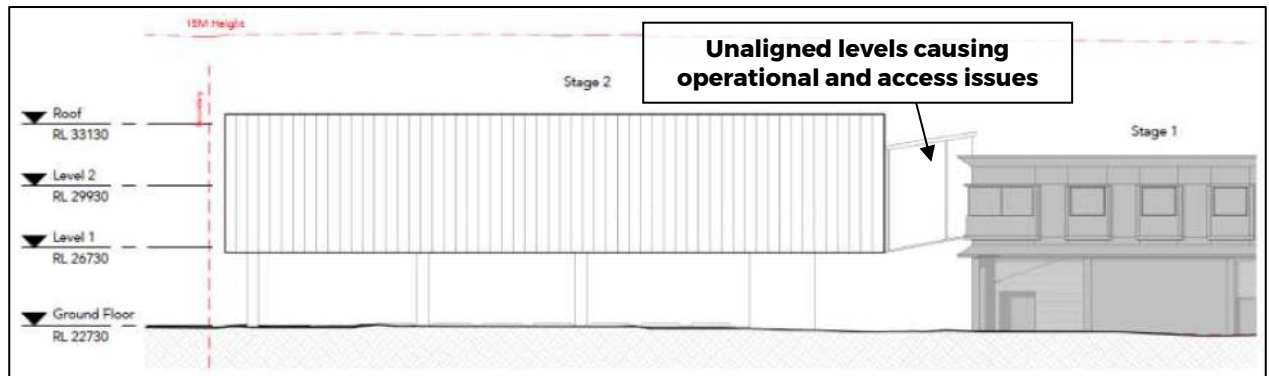 15M Height
Unaligned levels causing
operational and access issues
Stage 2
Boundary
Roof
RL 33130
Stage 1
Level 2
RL 29930
Level 1
RL 26730
Ground Floor
RL 22730